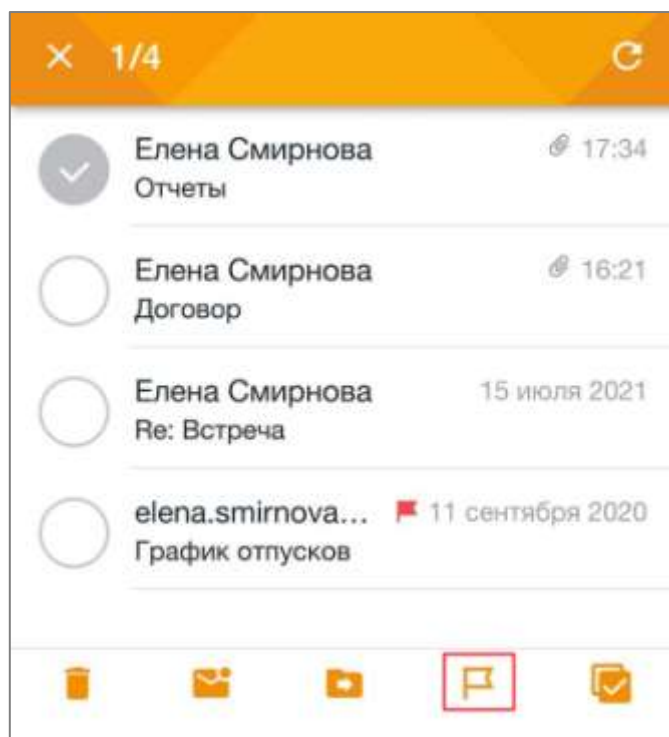 1/4
Елена Смирнова 17:34
Отчеты
Елена Смирнова 16:21
Договор
Елена Смирнова 15 июля 2021
Re: Встреча
elena.smirnova... 11 сентября 2020
График отпусков